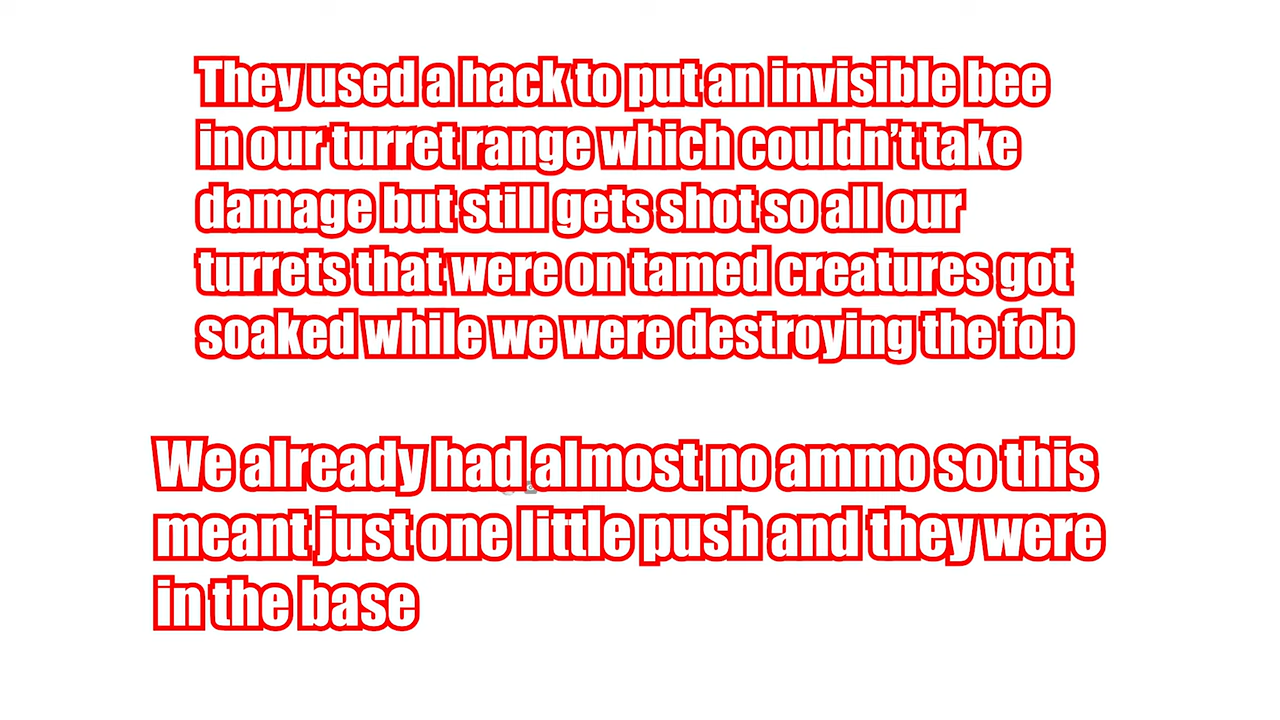 They used a hack to put an invisible bee
in our turret range which couldn't take
damage but still gets shot so all our
turrets that were on tamed creatures got
soaked while we were destroying the fob
We already had almost no ammo so this
meant just one little push and they were
in the base